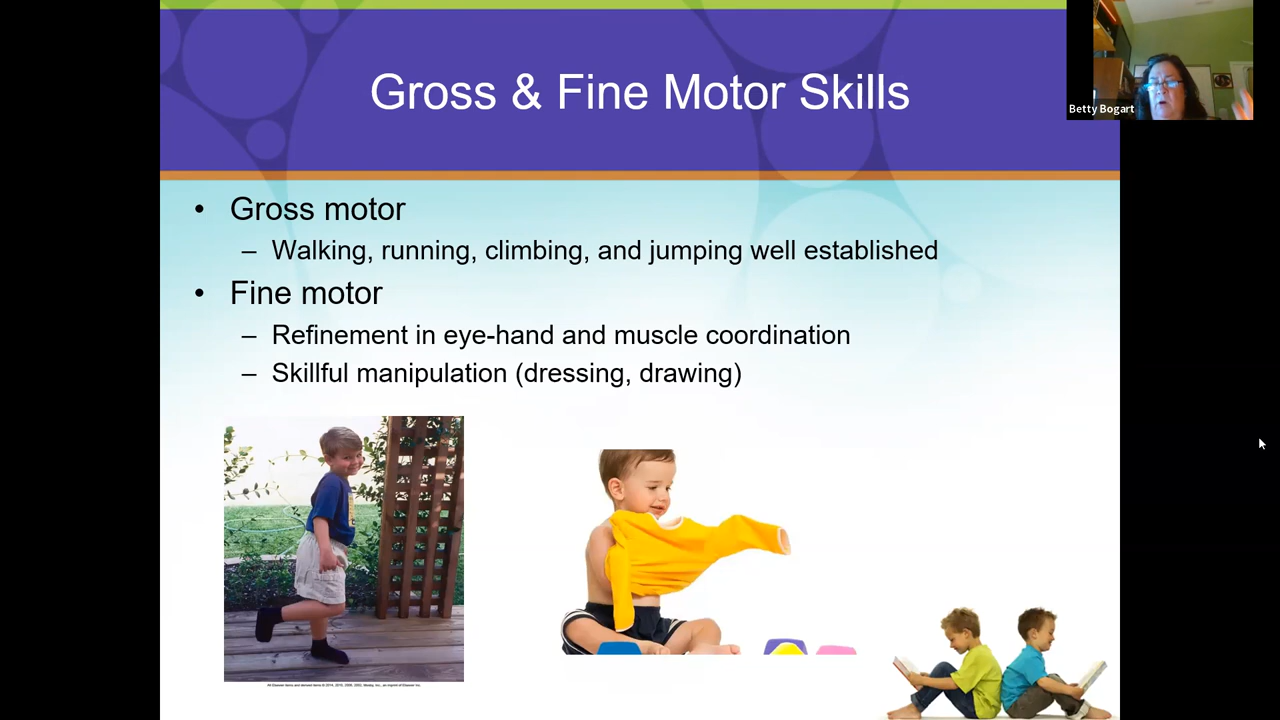 Gross & Fine Motor Skills
Betty Bogart
• Gross motor
– Walking, running, climbing, and jumping well established
• Fine motor
– Refinement in eye-hand and muscle coordination
– Skillful manipulation (dressing, drawing)